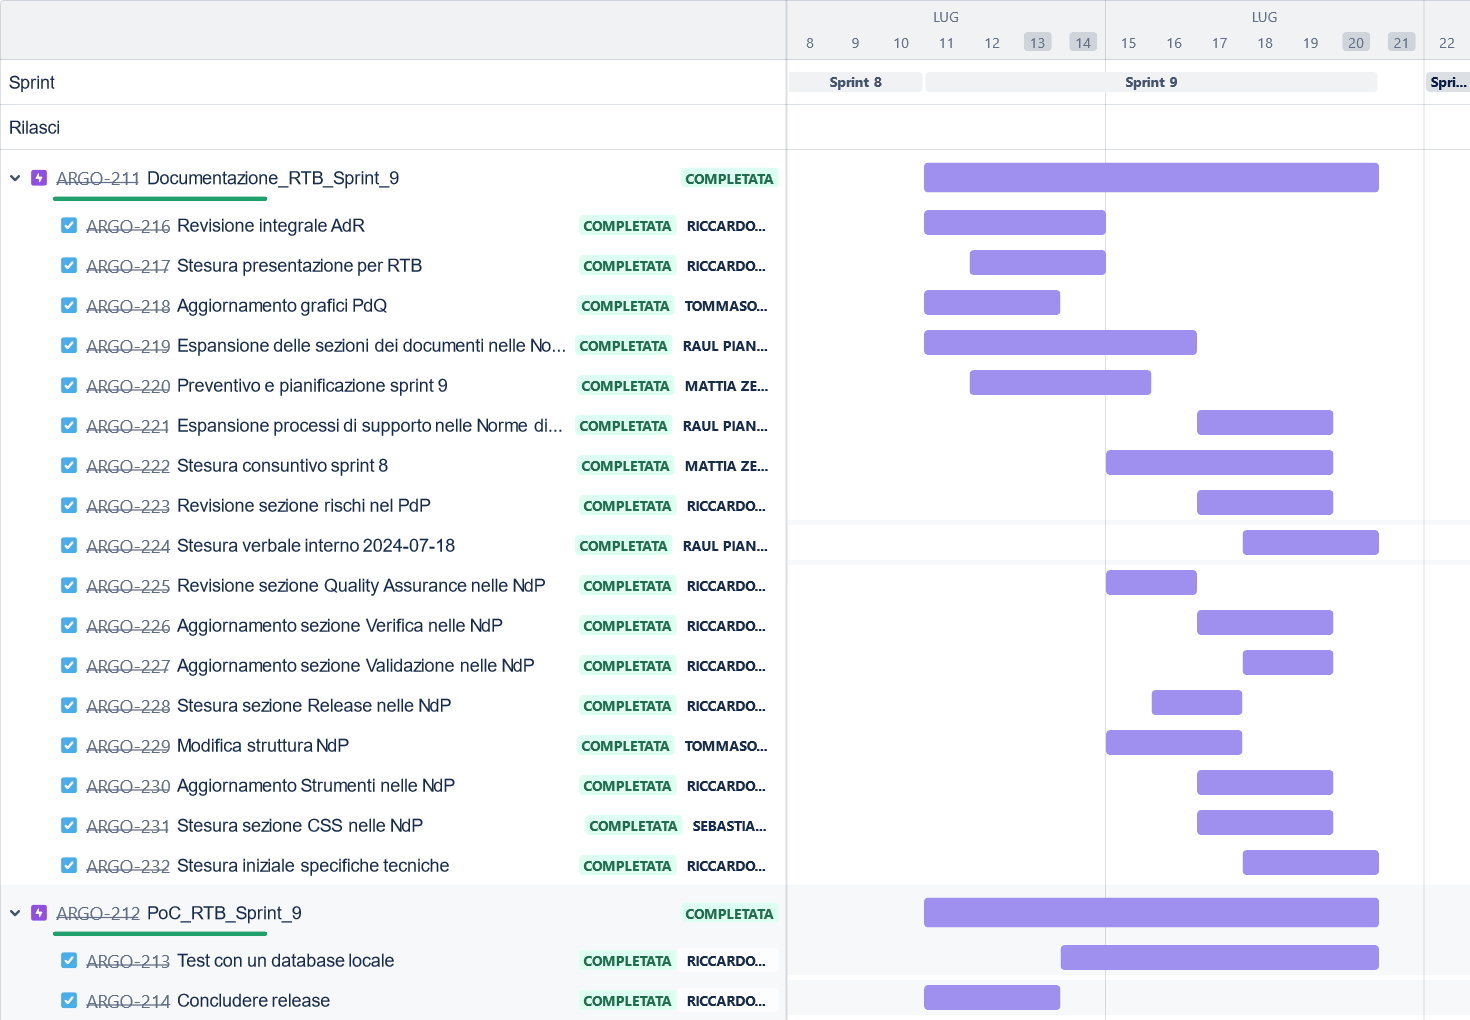 LUG LUG
8 9 10 11 12 13 14 15 16 17 18 19 20 21 22
Sprint Sprint 8 Sprint 9 Spri...
Rilasci
ARGO-211 Documentazione_RTB_Sprint_9 COMPLETATA
ARGO-216 Revisione integrale AdR COMPLETATA RICCARDO...
ARGO-217 Stesura presentazione per RTB COMPLETATA RICCARDO...
ARGO-218 Aggiornamento grafici PdQ COMPLETATA TOMMASO...
ARGO-219 Espansione delle sezioni dei documenti nelle No... COMPLETATA RAUL PIAN...
ARGO-220 Preventivo e pianificazione sprint 9 COMPLETATA MATTIA ZE...
ARGO-221 Espansione processi di supporto nelle Norme di... COMPLETATA RAUL PIAN...
ARGO-222 Stesura consuntivo sprint 8 COMPLETATA MATTIA ZE...
ARGO-223 Revisione sezione rischi nel PdP COMPLETATA RICCARDO...
ARGO-224 Stesura verbale interno 2024-07-18 COMPLETATA RAUL PIAN...
ARGO-225 Revisione sezione Quality Assurance nelle NdP COMPLETATA RICCARDO...
ARGO-226 Aggiornamento sezione Verifica nelle NdP COMPLETATA RICCARDO...
ARGO-227 Aggiornamento sezione Validazione nelle NdP COMPLETATA RICCARDO...
ARGO-228 Stesura sezione Release nelle NdP COMPLETATA RICCARDO...
ARGO-229 Modifica struttura NdP COMPLETATA TOMMASO...
ARGO-230 Aggiornamento Strumenti nelle NdP COMPLETATA RICCARDO...
ARGO-231 Stesura sezione CSS nelle NdP COMPLETATA SEBASTIA...
ARGO-232 Stesura iniziale specifiche tecniche COMPLETATA RICCARDO...
ARGO-212 PoC_RTB_Sprint_9 COMPLETATA
ARGO-213 Test con un database locale COMPLETATA RICCARDO...
ARGO-214 Concludere release COMPLETATA RICCARDO...